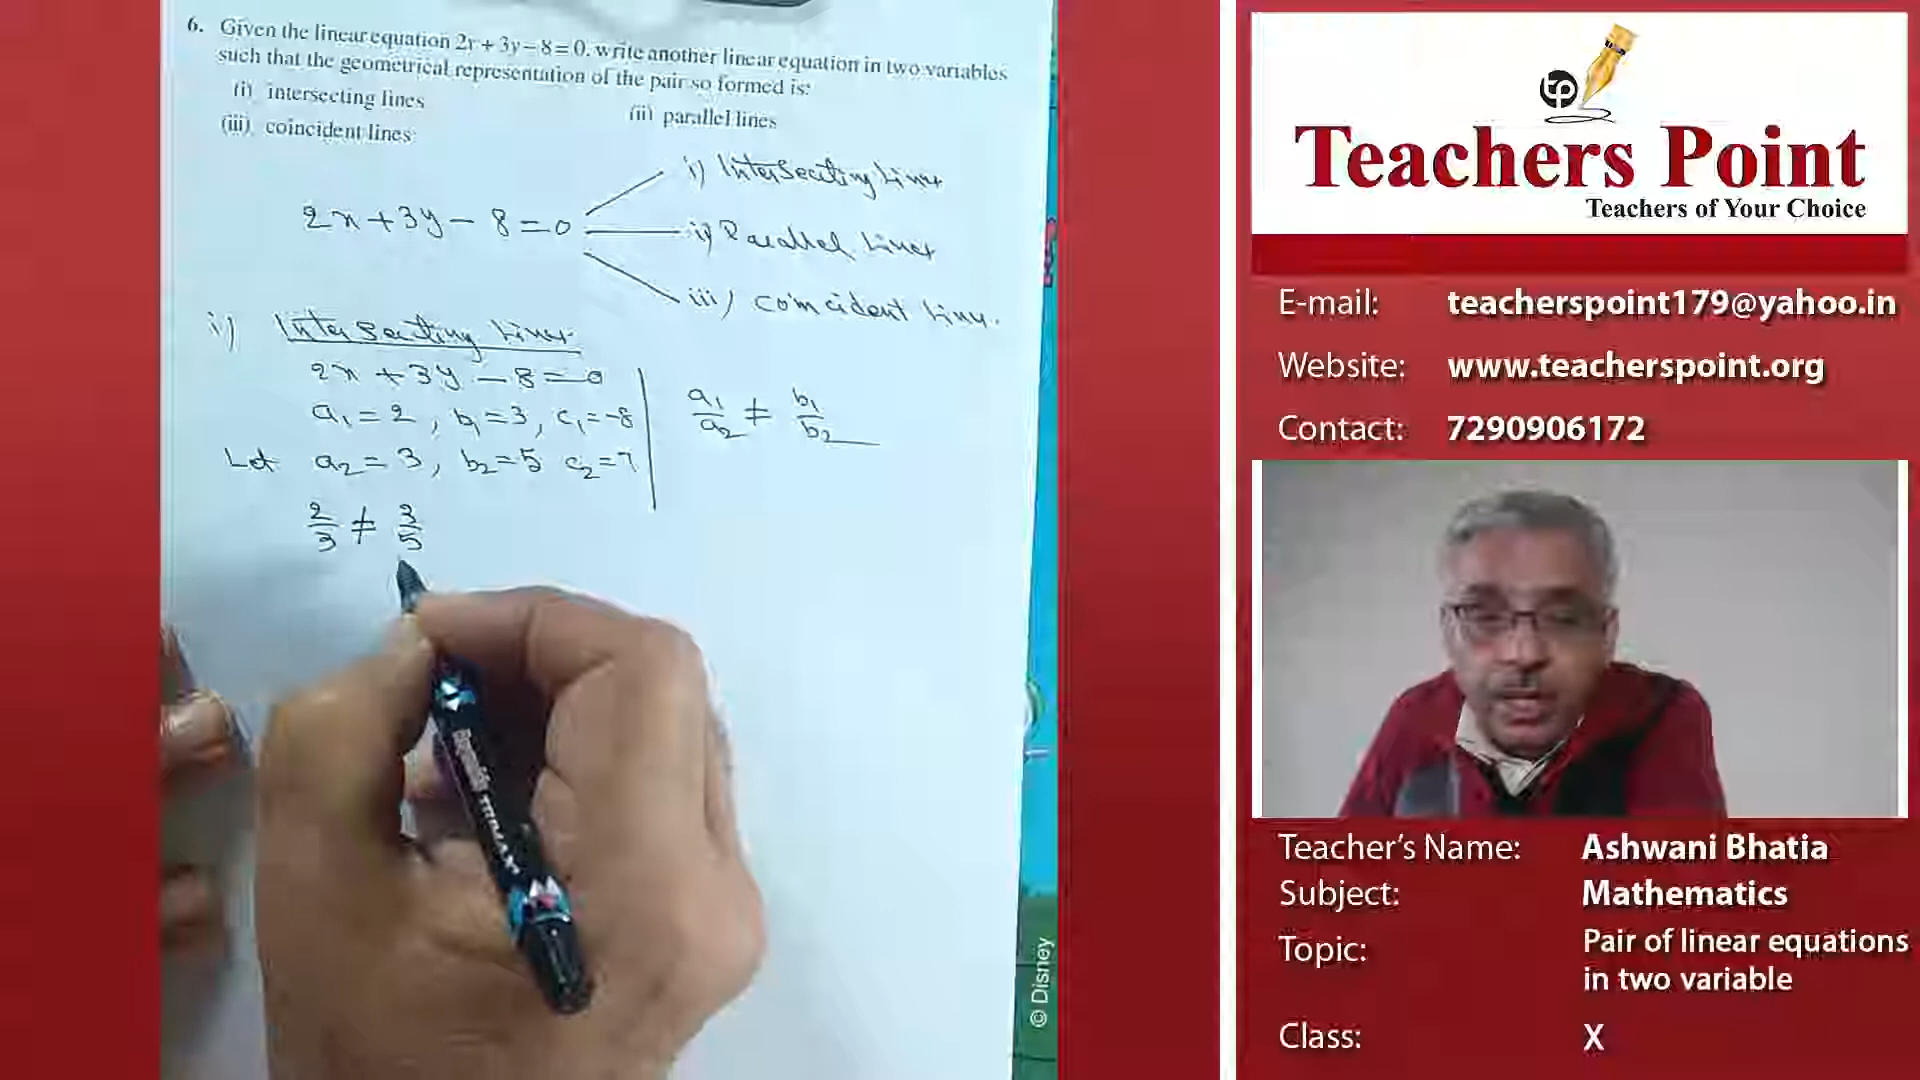 6. Given the linear equation 2x + 3y – 8 = 0, write another linear equation in two variables
such that the geometrical representation of the pair so formed is:
(i) intersecting lines (ii) parallel lines
(iii) coincident lines
2x + 3y - 8 = 0
i) Intersecting Lines
ii) Parallel Lines
iii) Coincident Lines.
i) Intersecting Lines
2x + 3y - 8 = 0
a₁ = 2, b₁ = 3, c₁ = -8
a₁/a₂ ≠ b₁/b₂
Let a₂ = 3, b₂ = 5 c₂ = 7
2/3 ≠ 3/5
© Disney
tp
Teachers Point
Teachers of Your Choice
E-mail: teacherspoint179@yahoo.in
Website: www.teacherspoint.org
Contact: 7290906172
Teacher's Name: Ashwani Bhatia
Subject: Mathematics
Topic: Pair of linear equations
in two variable
Class: X